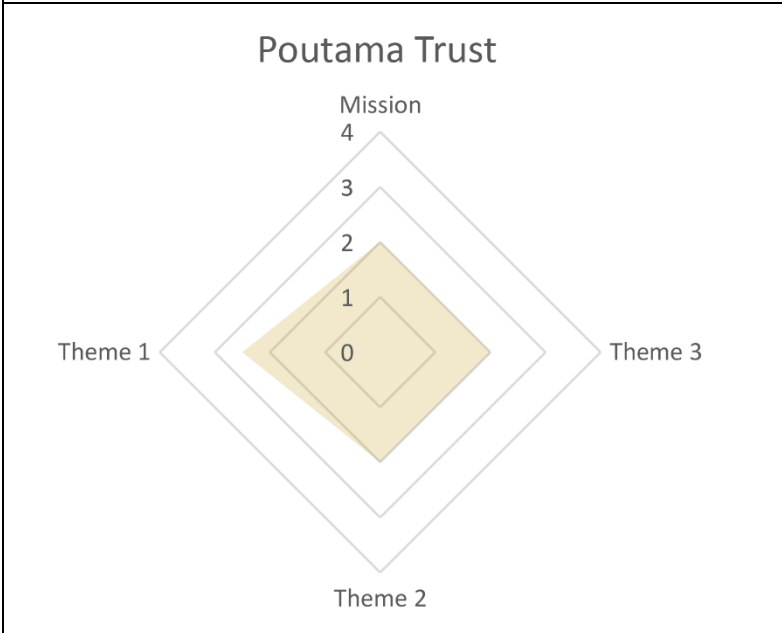 Poutama Trust
Mission
4
3
2
1
Theme 1
0
Theme 3
Theme 2